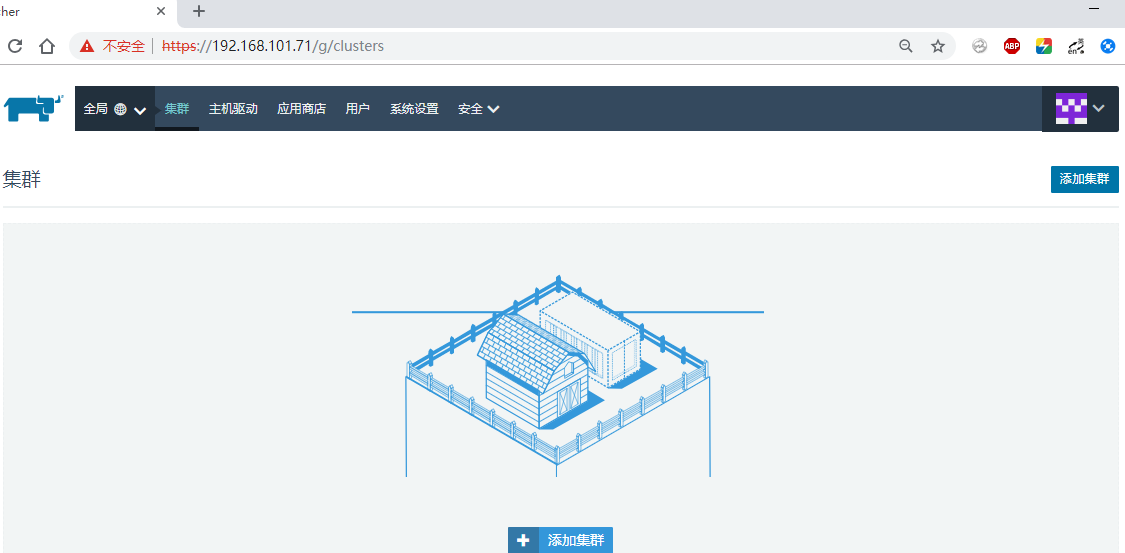 her
不安全 https://192.168.101.71/g/clusters
ABP
英
en
全局 集群 主机驱动 应用商店 用户 系统设置 安全
集群
添加集群
添加集群